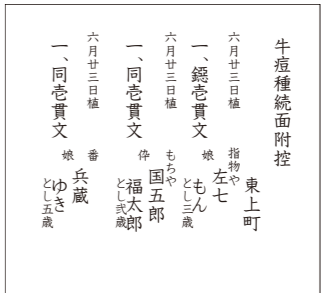 牛痘種続面附控
東上町
六月廿三日植 指物や 左七
一、鐚壱貫文 娘 もん とし三歳
六月廿三日植 もちや 国五郎
一、同壱貫文 伜 福太郎 とし弐歳
六月廿三日植 番 兵蔵
一、同壱貫文 娘 ゆき とし五歳